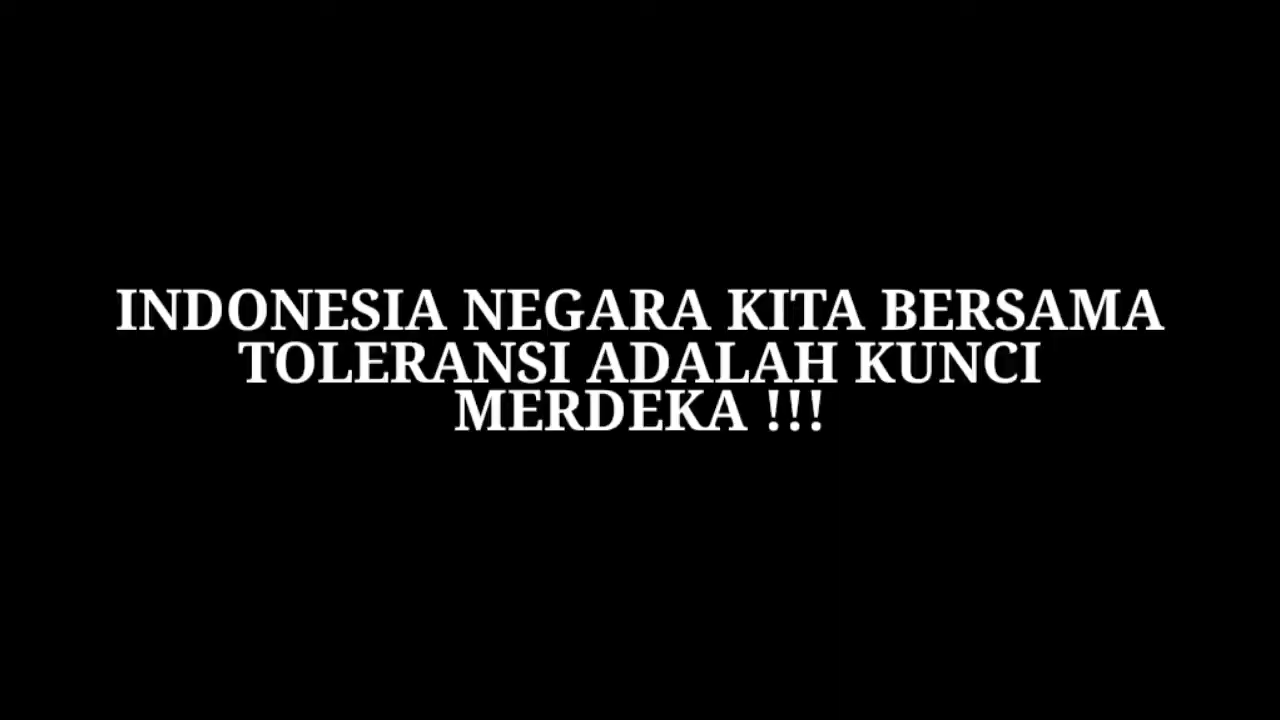 INDONESIA NEGARA KITA BERSAMA
TOLERANSI ADALAH KUNCI
MERDEKA !!!